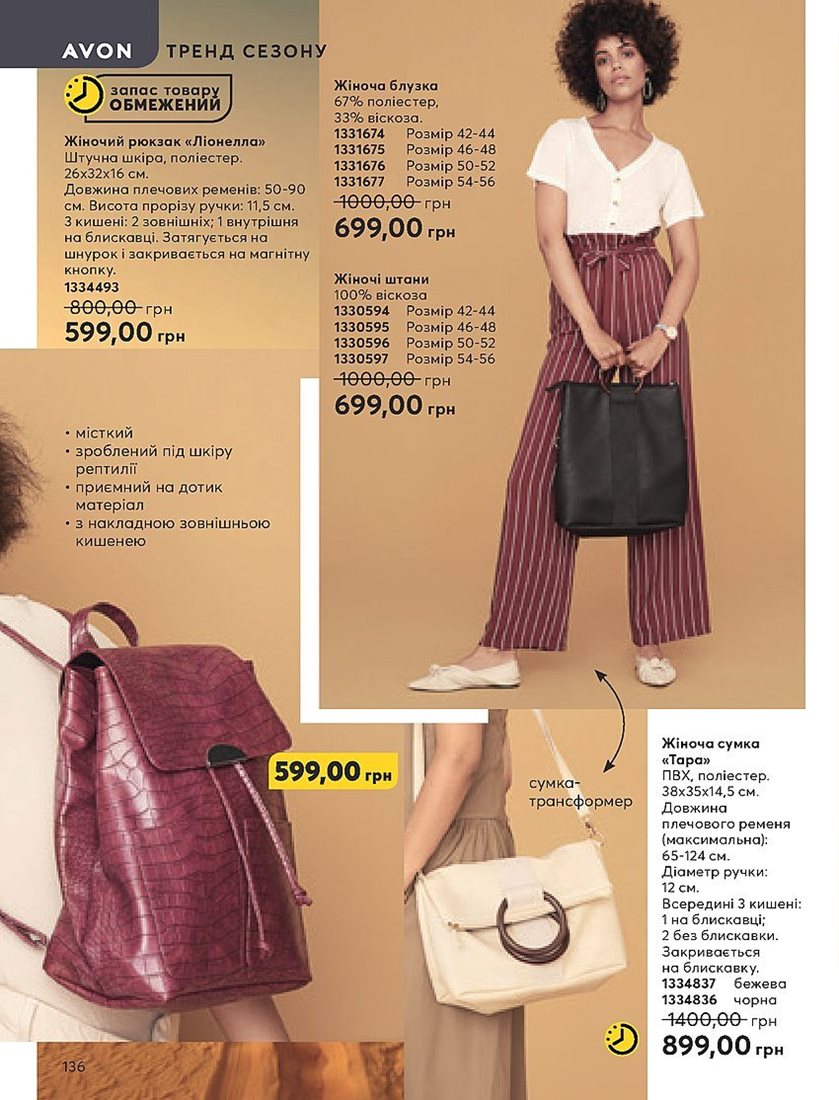 AVON ТРЕНД СЕЗОНУ
запас товару
ОБМЕЖЕНИЙ
Жіночий рюкзак «Ліонелла»
Штучна шкіра, поліестер.
26х32х16 см.
Довжина плечових ременів: 50-90
см. Висота прорізу ручки: 11,5 см.
3 кишені: 2 зовнішніх; 1 внутрішня
на блискавці. Затягується на
шнурок і закривається на магнітну
кнопку.
1334493
800,00 грн
599,00 грн
Жіноча блузка
67% поліестер,
33% віскоза.
1331674 Розмір 42-44
1331675 Розмір 46-48
1331676 Розмір 50-52
1331677 Розмір 54-56
1000,00 грн
699,00 грн
Жіночі штани
100% віскоза
1330594 Розмір 42-44
1330595 Розмір 46-48
1330596 Розмір 50-52
1330597 Розмір 54-56
1000,00 грн
699,00 грн
• місткий
• зроблений під шкіру
рептилії
• приємний на дотик
матеріал
• з накладною зовнішньою
кишенею
599,00 грн
сумка-
трансформер
Жіноча сумка
«Тара»
ПВХ, поліестер.
38х35х14,5 см.
Довжина
плечового ременя
(максимальна):
65-124 см.
Діаметр ручки:
12 см.
Всередині 3 кишені:
1 на блискавці;
2 без блискавки.
Закривається
на блискавку.
1334837 бежева
1334836 чорна
1400,00 грн
899,00 грн
136